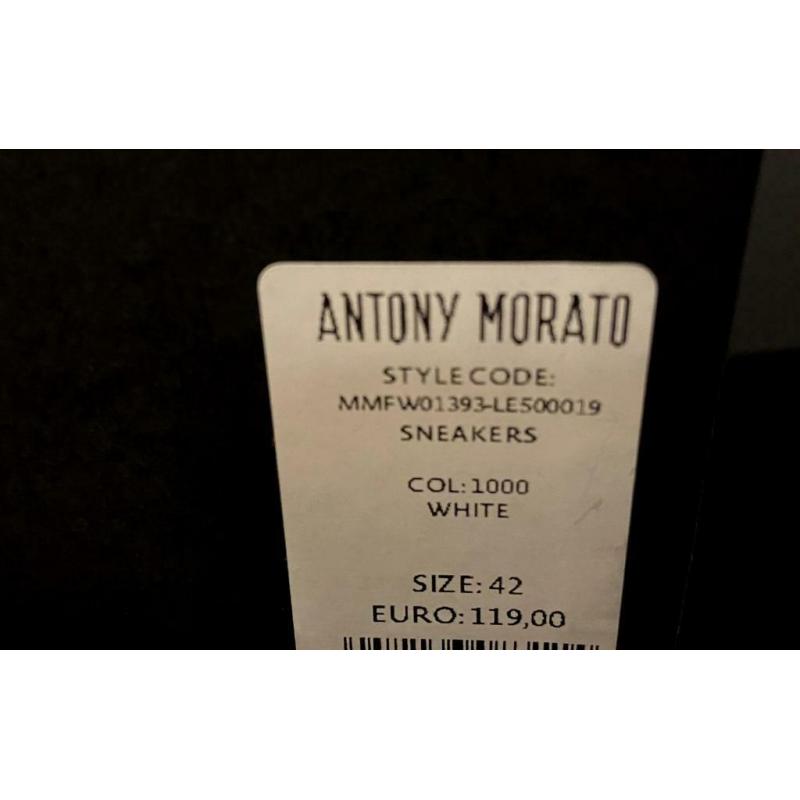 ANTONY MORATO
STYLE CODE:
MMFW01393-LE500019
SNEAKERS
COL: 1000
WHITE
SIZE: 42
EURO: 119,00